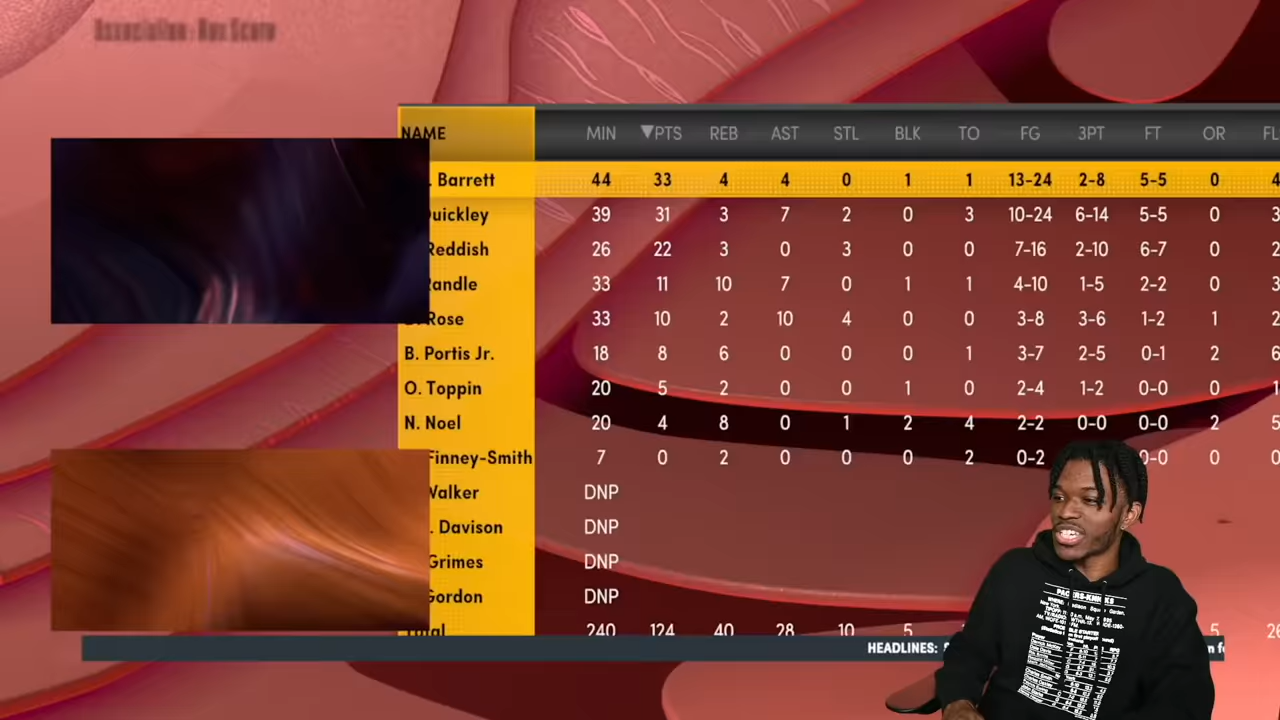 Association: Box Score
NAME MIN ▼PTS REB AST STL BLK TO FG 3PT FT OR
. Barrett 44 33 4 4 0 1 1 13-24 2-8 5-5 0 4
Quickley 39 31 3 7 2 0 3 10-24 6-14 5-5 0 3
Reddish 26 22 3 0 3 0 0 7-16 2-10 6-7 0 2
Randle 33 11 10 7 0 1 1 4-10 1-5 2-2 0 3
Rose 33 10 2 10 4 0 0 3-8 3-6 1-2 1 2
B. Portis Jr. 18 8 6 0 0 0 1 3-7 2-5 0-1 2 6
O. Toppin 20 5 2 0 0 1 0 2-4 1-2 0-0 0 1
N. Noel 20 4 8 0 1 2 4 2-2 0-0 0-0 2 5
Finney-Smith 7 0 2 0 0 0 2 0-2 0-0 0 0
Walker DNP
. Davison DNP
Grimes DNP
Gordon DNP
Total 240 124 40 28 10 5 5
HEADLINES:
PACERS-KNICKS